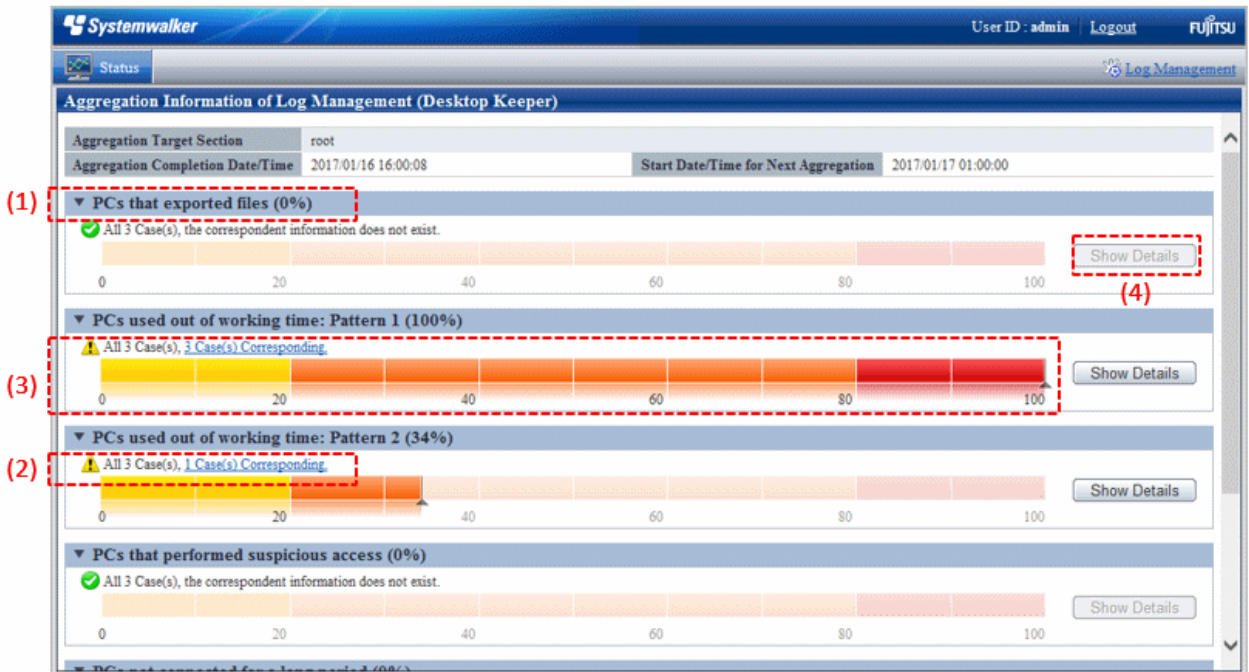 Systemwalker User ID : admin Logout FUJITSU
Status Log Management
Aggregation Information of Log Management (Desktop Keeper)
Aggregation Target Section root
Aggregation Completion Date/Time 2017/01/16 16:00:08 Start Date/Time for Next Aggregation 2017/01/17 01:00:00
(1) PCs that exported files (0%)
All 3 Case(s), the correspondent information does not exist.
Show Details
0 20 40 60 80 100
(4)
PCs used out of working time: Pattern 1 (100%)
All 3 Case(s), 3 Case(s) Corresponding.
Show Details
(3)
0 20 40 60 80 100
PCs used out of working time: Pattern 2 (34%)
(2) All 3 Case(s), 1 Case(s) Corresponding.
Show Details
0 20 40 60 80 100
PCs that performed suspicious access (0%)
All 3 Case(s), the correspondent information does not exist.
Show Details
0 20 40 60 80 100
PCs not connected for a long period (0%)